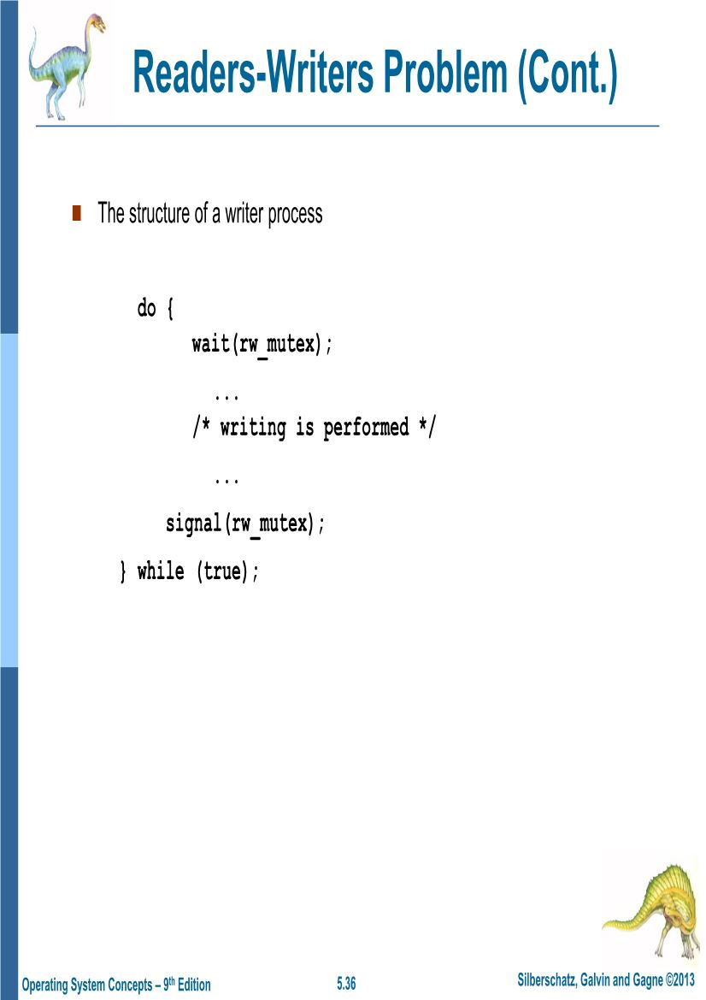 Readers-Writers Problem (Cont.)
The structure of a writer process
do {
wait(rw_mutex);
...
/* writing is performed */
...
signal(rw_mutex);
} while (true);
Operating System Concepts – 9th Edition
5.36
Silberschatz, Galvin and Gagne ©2013